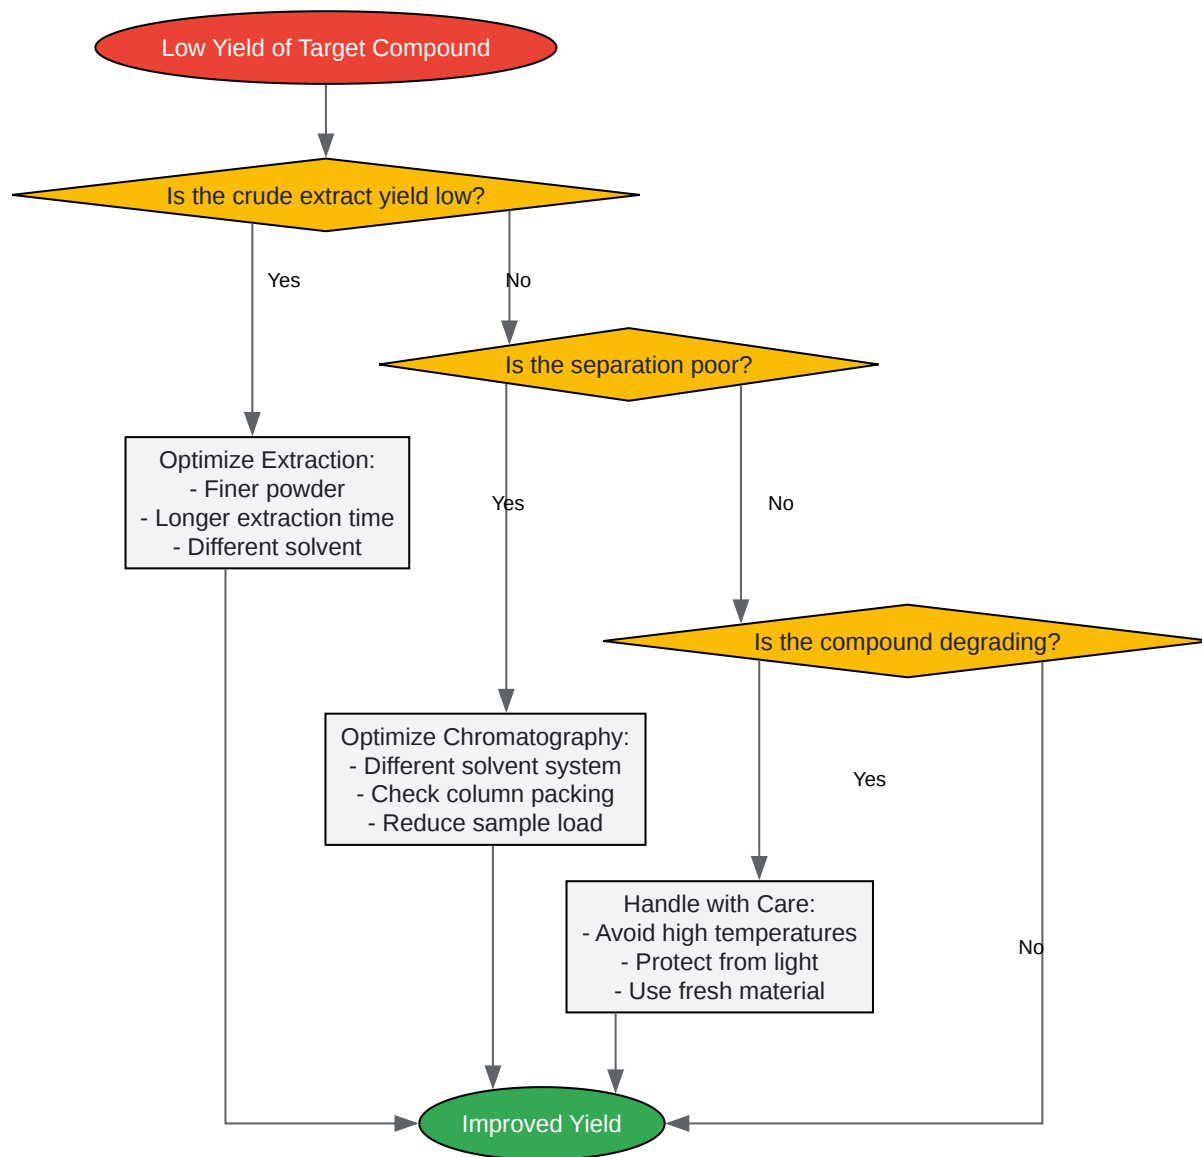 Low Yield of Target Compound
Is the crude extract yield low?
Yes
No
Is the separation poor?
Optimize Extraction:
- Finer powder
- Longer extraction time
- Different solvent
Yes
No
Is the compound degrading?
Optimize Chromatography:
- Different solvent system
- Check column packing
- Reduce sample load
Yes
Handle with Care:
- Avoid high temperatures
- Protect from light
- Use fresh material
No
Improved Yield